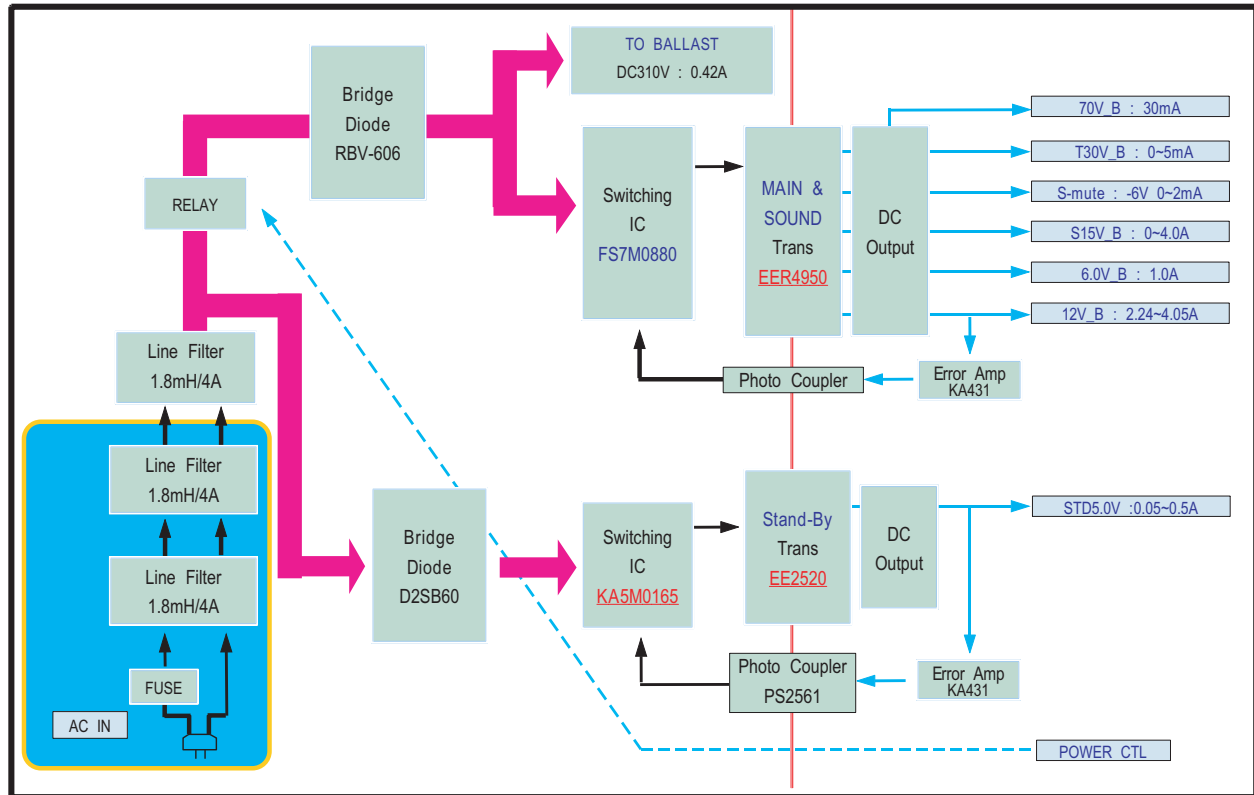 TO BALLAST
DC310V : 0.42A
Bridge
Diode
RBV-606
RELAY
Switching
IC
FS7M0880
MAIN &
SOUND
Trans
EER4950
DC
Output
70V_B : 30mA
T30V_B : 0~5mA
S-mute : -6V 0~2mA
S15V_B : 0~4.0A
6.0V_B : 1.0A
12V_B : 2.24~4.05A
Line Filter
1.8mH/4A
Photo Coupler
Error Amp
KA431
Line Filter
1.8mH/4A
Line Filter
1.8mH/4A
FUSE
AC IN
Bridge
Diode
D2SB60
Switching
IC
KA5M0165
Stand-By
Trans
EE2520
DC
Output
STD5.0V :0.05~0.5A
Photo Coupler
PS2561
Error Amp
KA431
POWER CTL